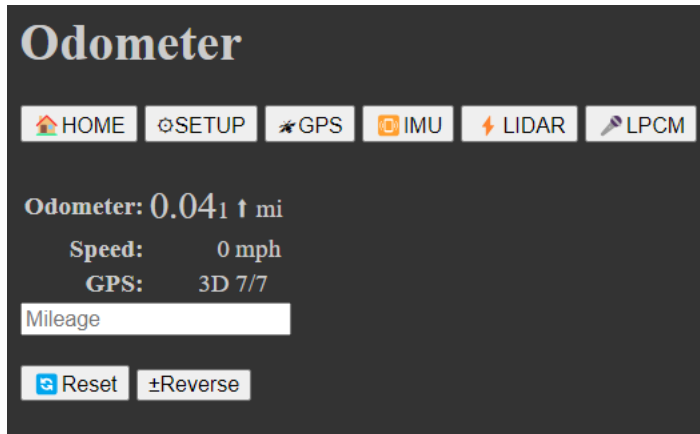 Odometer
🏠HOME ⚙SETUP 🛰GPS 📳IMU ⚡LIDAR 🎤LPCM
Odometer: 0.041 ⬆ mi
Speed: 0 mph
GPS: 3D 7/7
Mileage
🔄Reset ±Reverse